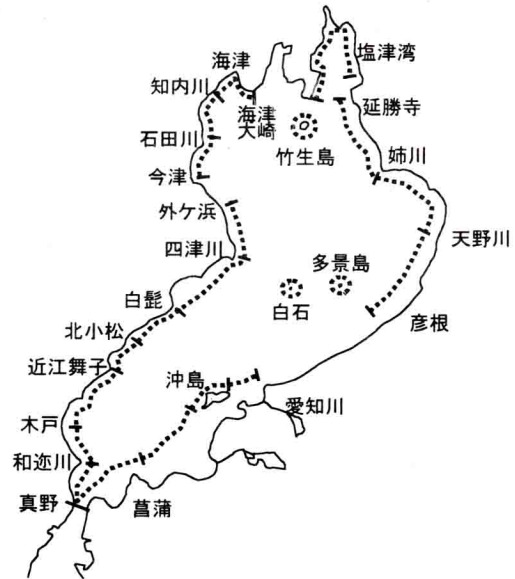 塩津湾
海津
知内川
海津
大崎
延勝寺
石田川
竹生島
姉川
今津
外ケ浜
天野川
四津川
多景島
白髭
白石
彦根
北小松
近江舞子
沖島
愛知川
木戸
和迩川
真野
菖蒲